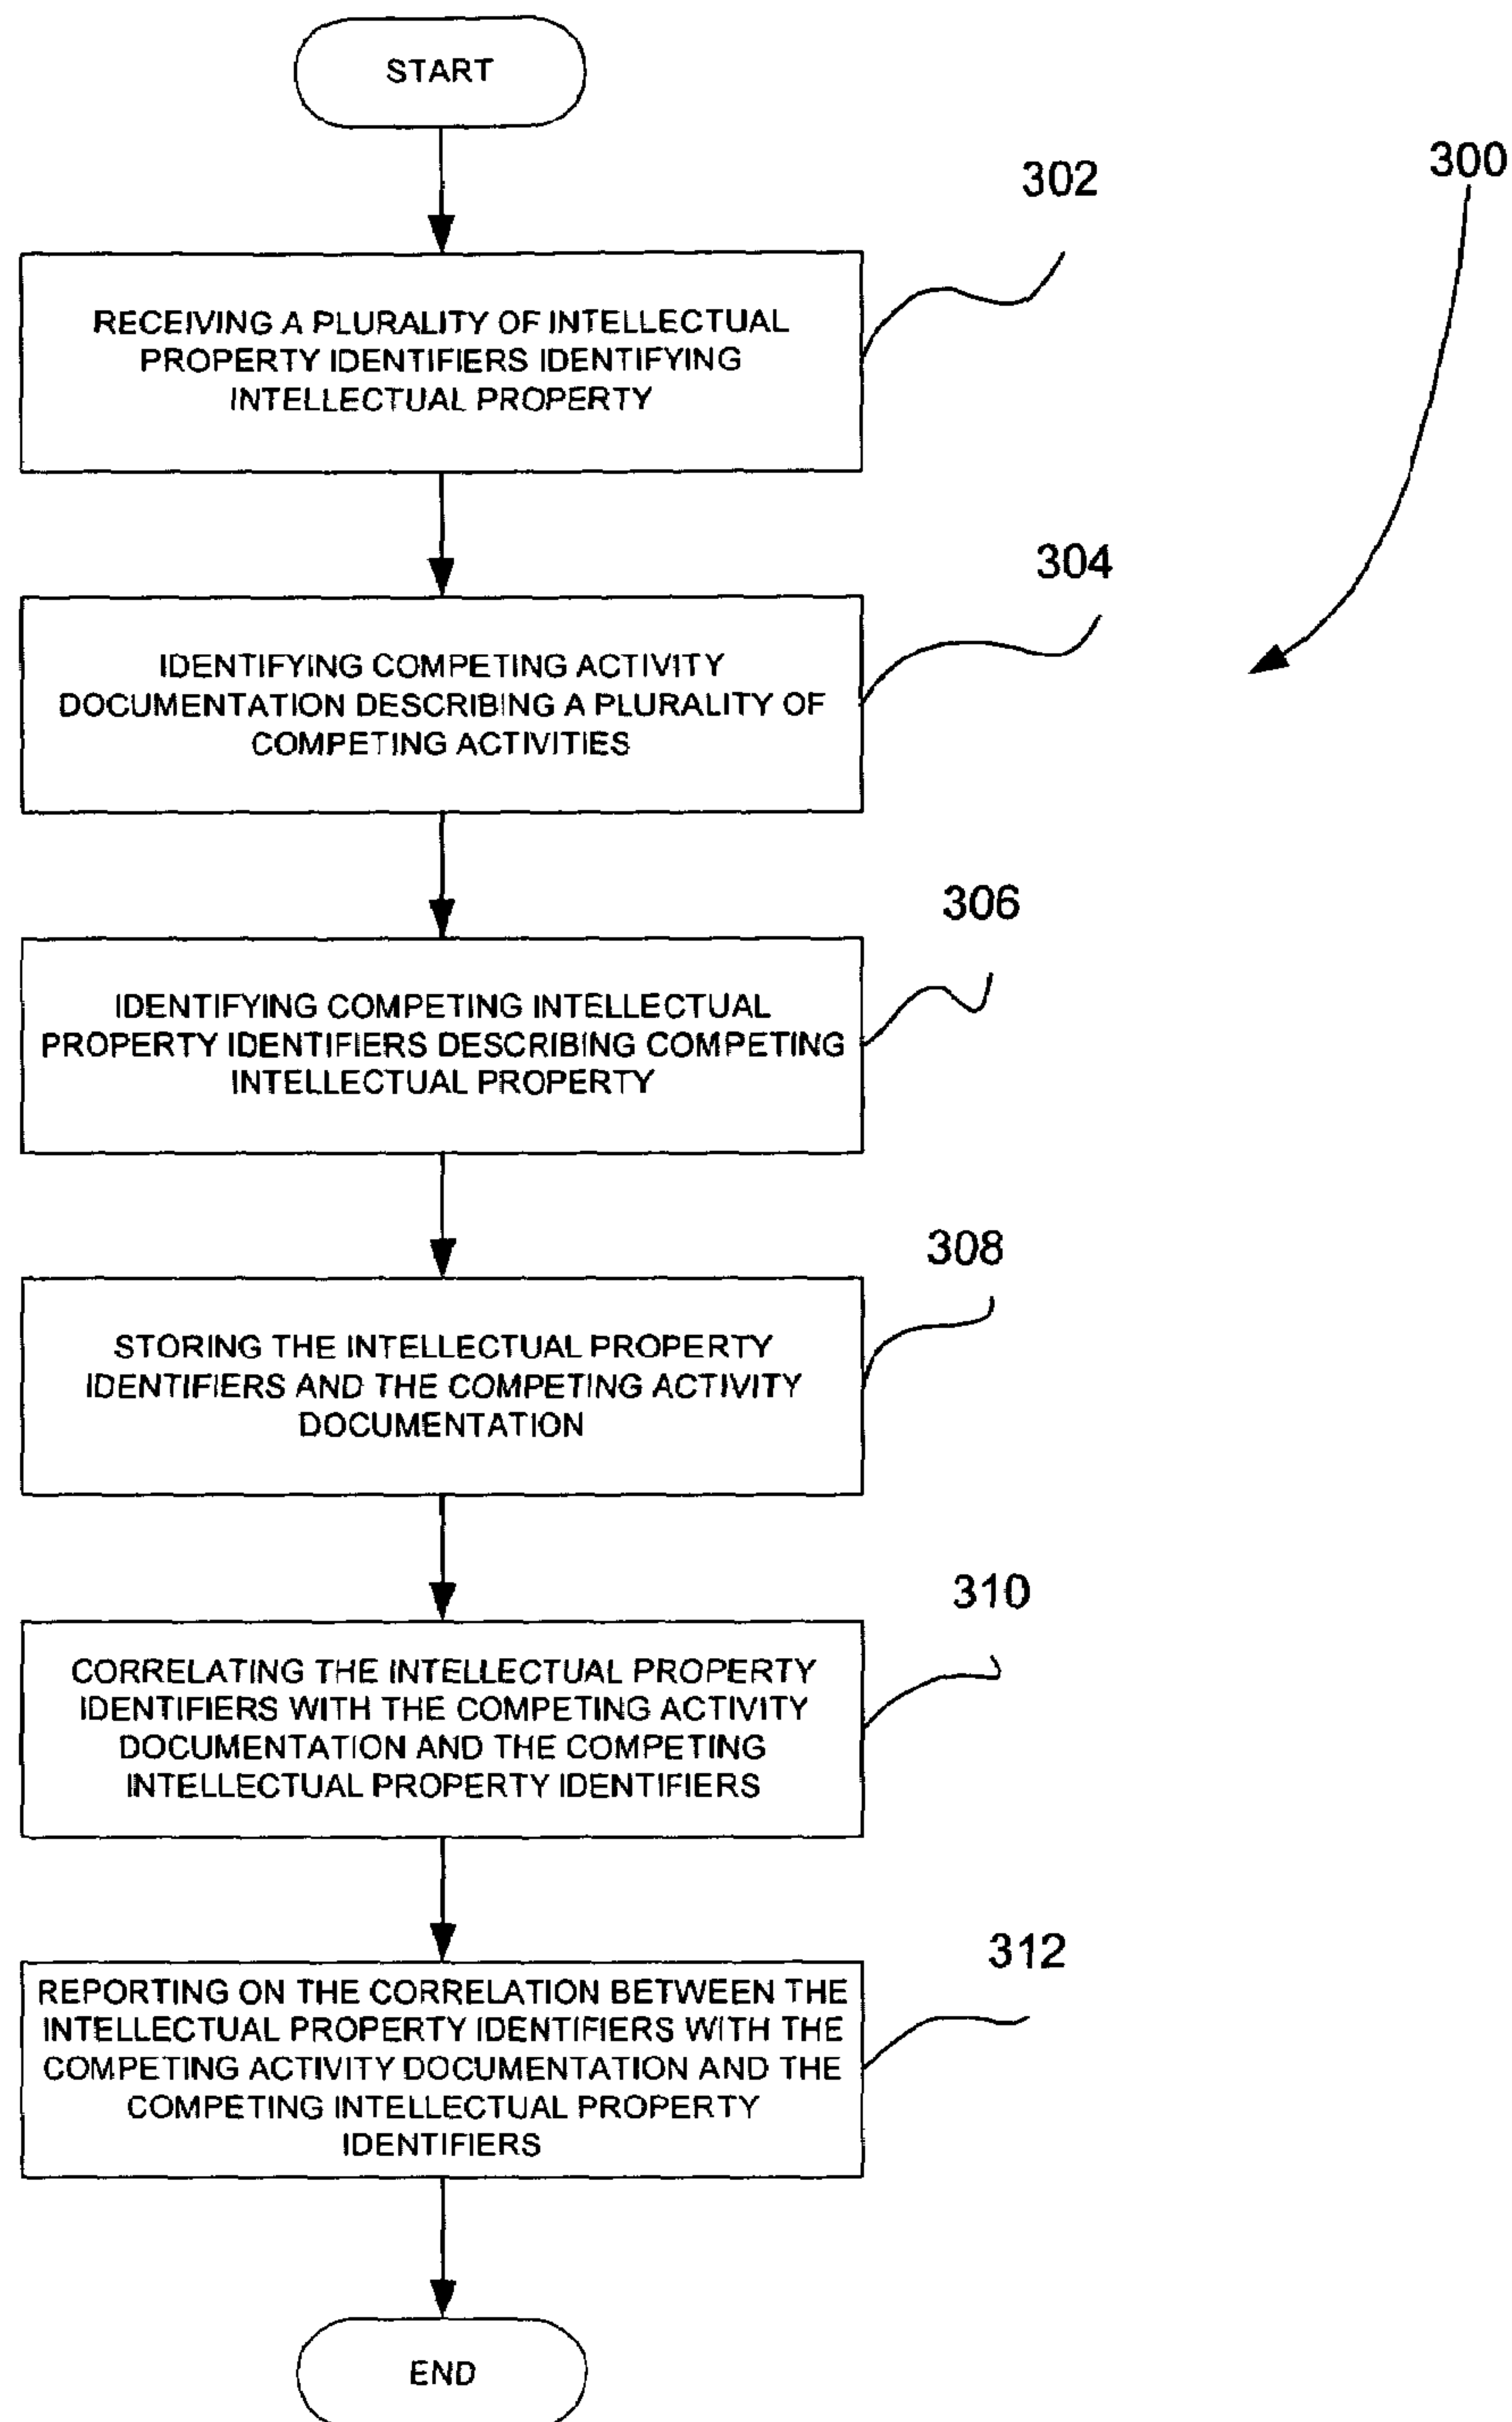 START
302
300
RECEIVING A PLURALITY OF INTELLECTUAL
PROPERTY IDENTIFIERS IDENTIFYING
INTELLECTUAL PROPERTY
304
IDENTIFYING COMPETING ACTIVITY
DOCUMENTATION DESCRIBING A PLURALITY OF
COMPETING ACTIVITIES
306
IDENTIFYING COMPETING INTELLECTUAL
PROPERTY IDENTIFIERS DESCRIBING COMPETING
INTELLECTUAL PROPERTY
308
STORING THE INTELLECTUAL PROPERTY
IDENTIFIERS AND THE COMPETING ACTIVITY
DOCUMENTATION
310
CORRELATING THE INTELLECTUAL PROPERTY
IDENTIFIERS WITH THE COMPETING ACTIVITY
DOCUMENTATION AND THE COMPETING
INTELLECTUAL PROPERTY IDENTIFIERS
312
REPORTING ON THE CORRELATION BETWEEN THE
INTELLECTUAL PROPERTY IDENTIFIERS WITH THE
COMPETING ACTIVITY DOCUMENTATION AND THE
COMPETING INTELLECTUAL PROPERTY
IDENTIFIERS
END